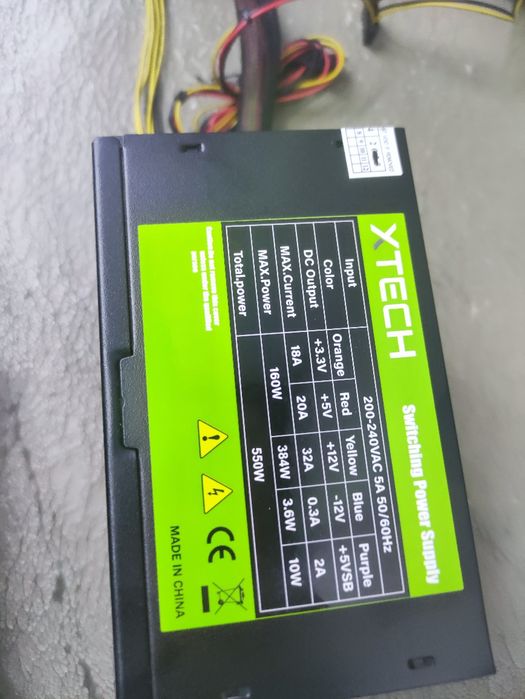 XTECH
Switching Power Supply
Input 200-240VAC 5A 50/60Hz
Color Orange Red Yellow Blue Purple
DC Output +3.3V +5V +12V -12V +5VSB
MAX.Current 18A 20A 32A 0.3A 2A
MAX.Power 160W 384W 3.6W 10W
Total.power 550W
CE
MADE IN CHINA